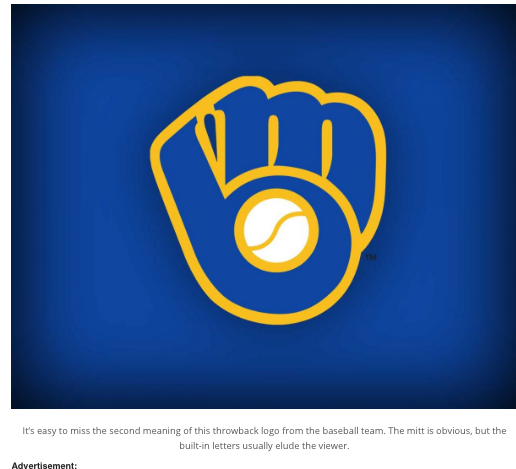 TM
It's easy to miss the second meaning of this throwback logo from the baseball team. The mitt is obvious, but the
built-in letters usually elude the viewer.
Advertisement: